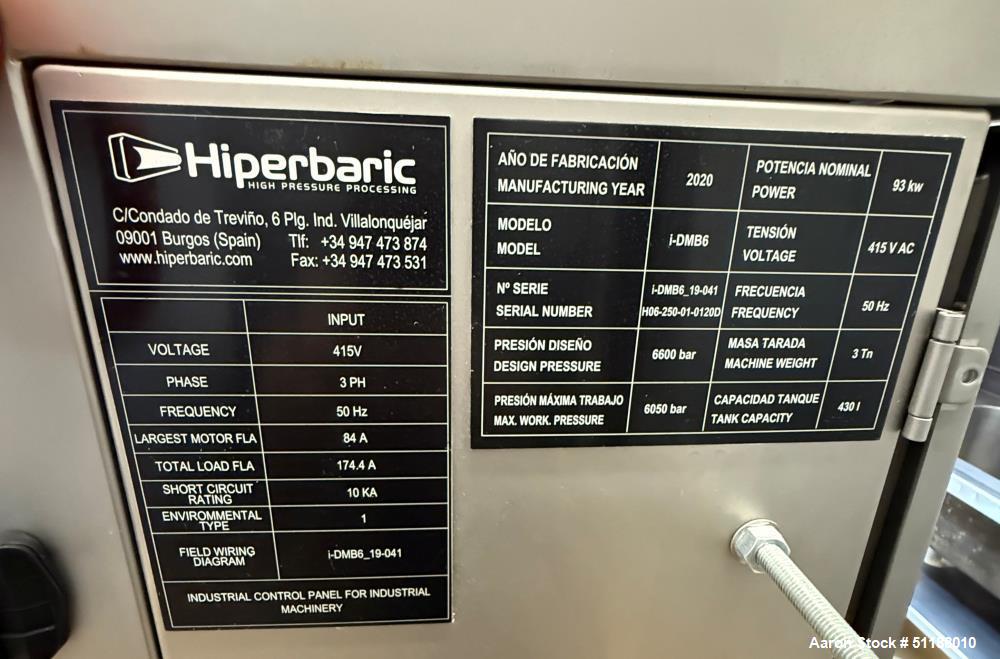 Hiperbaric
HIGH PRESSURE PROCESSING
C/Condado de Treviño, 6 Plg. Ind. Villalonquéjar
09001 Burgos (Spain) Tlf: +34 947 473 874
www.hiperbaric.com Fax: +34 947 473 531
INPUT
VOLTAGE 415V
PHASE 3 PH
FREQUENCY 50 Hz
LARGEST MOTOR FLA 84 A
TOTAL LOAD FLA 174.4 A
SHORT CIRCUIT
RATING 10 KA
ENVIROMMENTAL
TYPE 1
FIELD WIRING
DIAGRAM i-DMB6_19-041
INDUSTRIAL CONTROL PANEL FOR INDUSTRIAL
MACHINERY
AÑO DE FABRICACIÓN
MANUFACTURING YEAR 2020
POTENCIA NOMINAL
POWER 93 kw
MODELO
MODEL i-DMB6
TENSIÓN
VOLTAGE 415 V AC
Nº SERIE i-DMB6_19-041
SERIAL NUMBER H06-250-01-0120D
FRECUENCIA
FREQUENCY 50 Hz
PRESIÓN DISEÑO
DESIGN PRESSURE 6600 bar
MASA TARADA
MACHINE WEIGHT 3 Tn
PRESIÓN MÁXIMA TRABAJO
MAX. WORK. PRESSURE 6050 bar
CAPACIDAD TANQUE
TANK CAPACITY 430 l